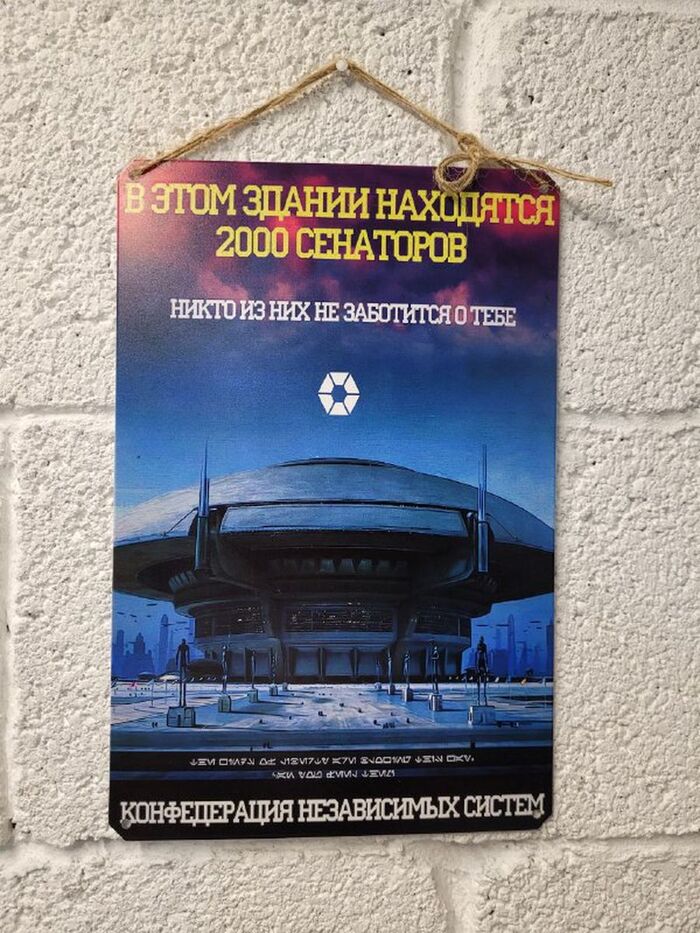 В ЭТОМ ЗДАНИИ НАХОДЯТСЯ
2000 СЕНАТОРОВ
НИКТО ИЗ НИХ НЕ ЗАБОТИТСЯ О ТЕБЕ
КОНФЕДЕРАЦИЯ НЕЗАВИСИМЫХ СИСТЕМ